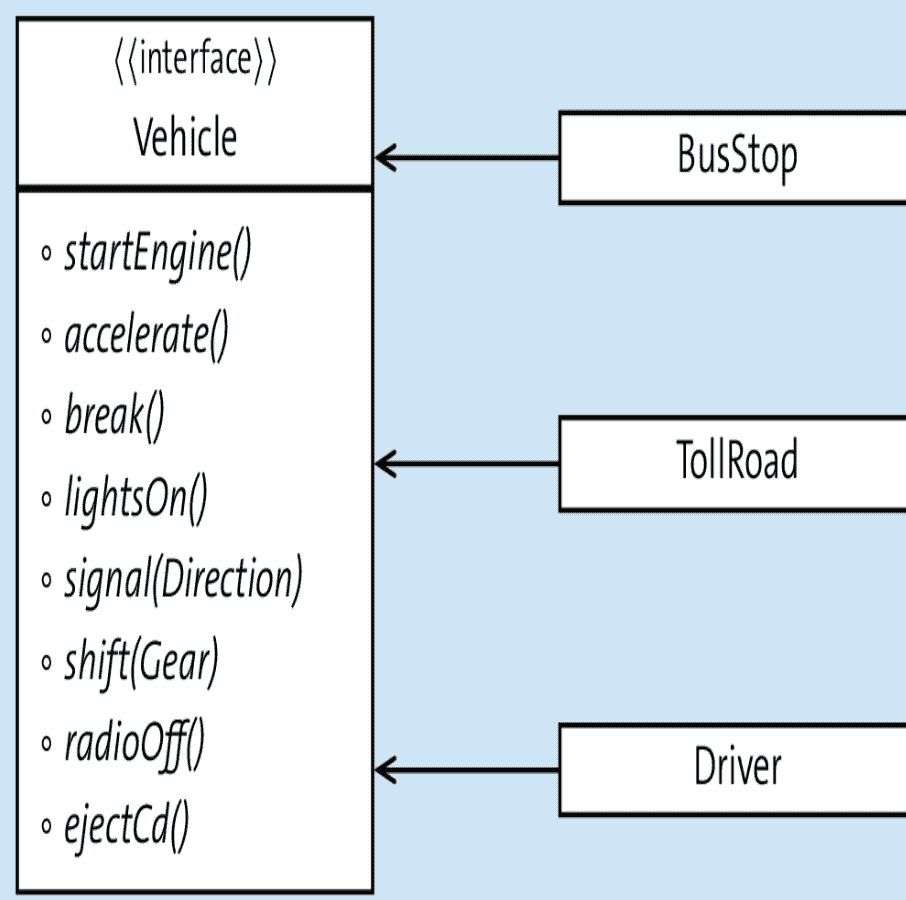 ⟨⟨interface⟩⟩
Vehicle
startEngine()
accelerate()
break()
lightsOn()
signal(Direction)
shift(Gear)
radioOff()
ejectCd()
BusStop
TollRoad
Driver